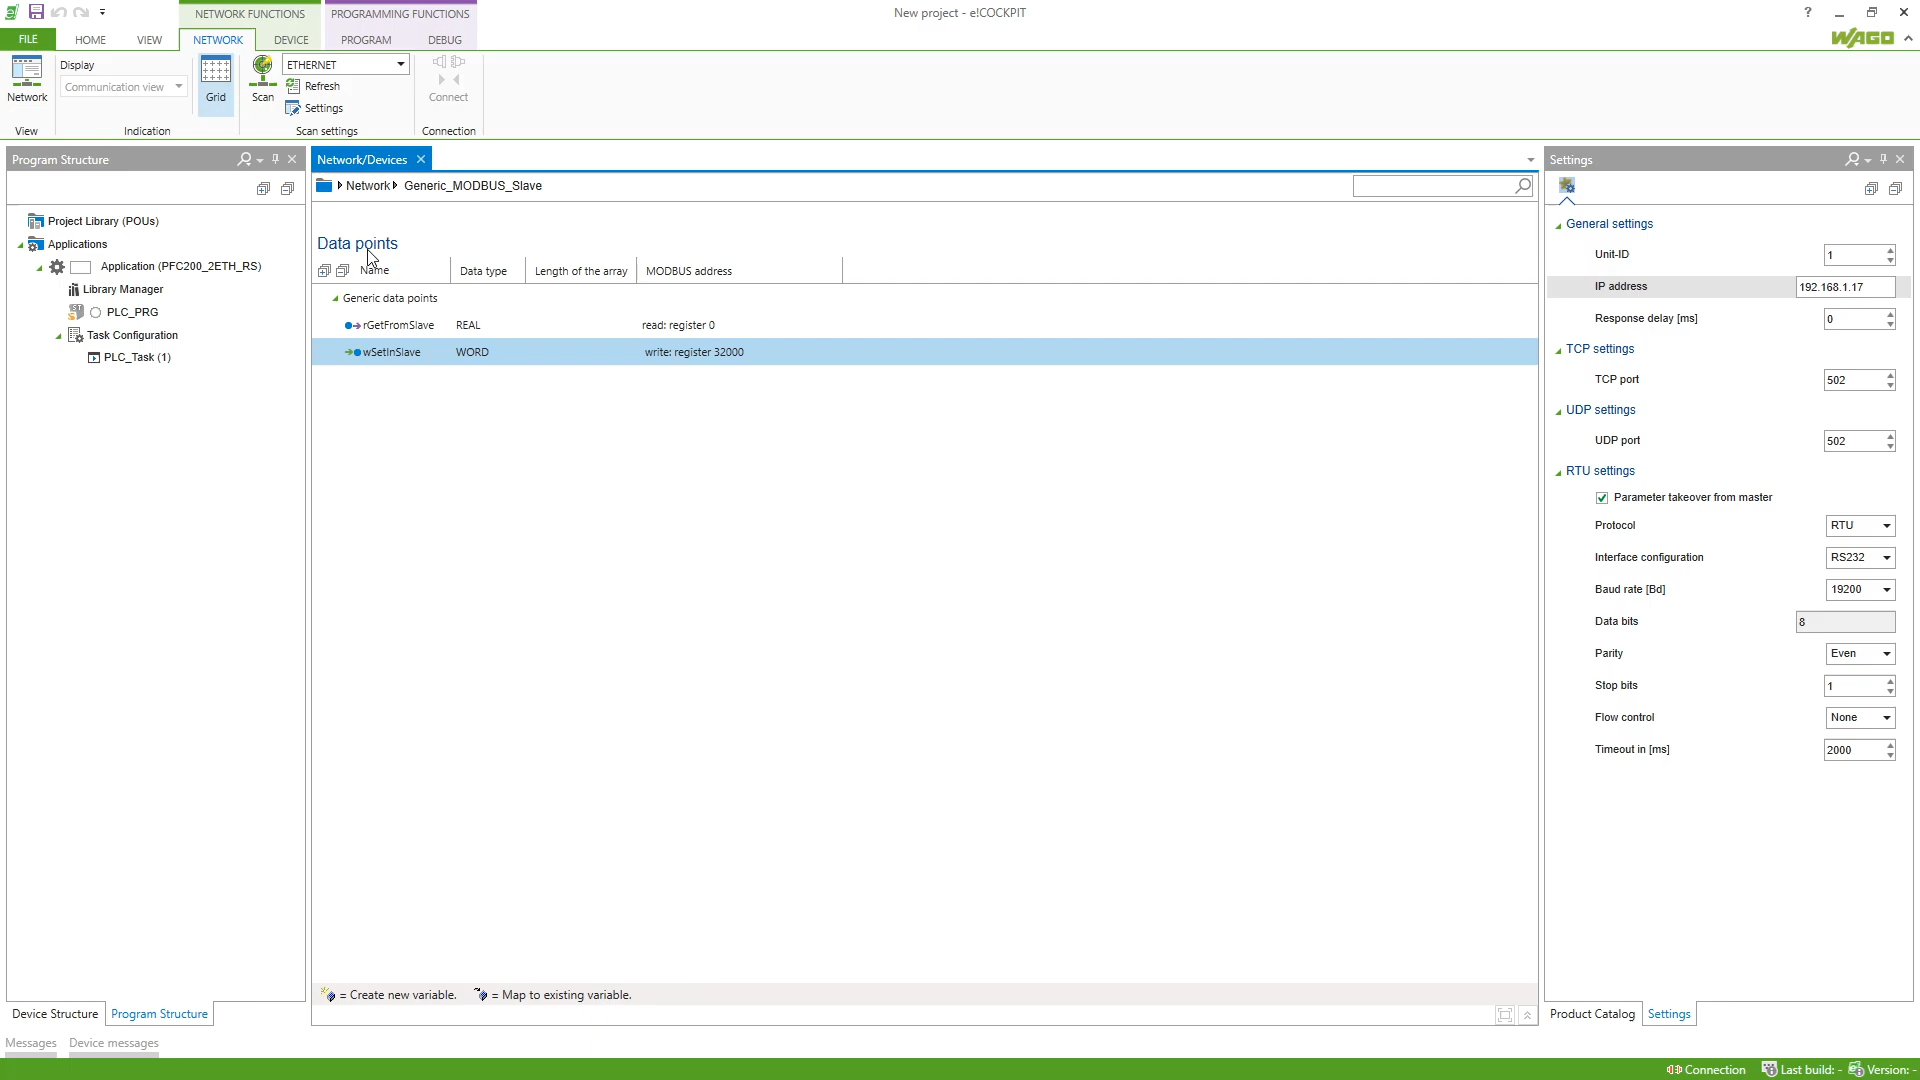 NETWORK FUNCTIONS
PROGRAMMING FUNCTIONS
New project - e!COCKPIT
?
FILE
HOME
VIEW
NETWORK
DEVICE
PROGRAM
DEBUG
WAGO
Network
View
Display
Communication view
Indication
Grid
Scan
ETHERNET
Refresh
Settings
Scan settings
Connect
Connection
Program Structure
Project Library (POUs)
Applications
Application (PFC200_2ETH_RS)
Library Manager
PLC_PRG
Task Configuration
PLC_Task (1)
Device Structure
Program Structure
Network/Devices
Network
Generic_MODBUS_Slave
Data points
Name
Data type
Length of the array
MODBUS address
Generic data points
rGetFromSlave REAL read: register 0
wSetInSlave WORD write: register 32000
= Create new variable.
= Map to existing variable.
Settings
General settings
Unit-ID 1
IP address 192.168.1.17
Response delay [ms] 0
TCP settings
TCP port 502
UDP settings
UDP port 502
RTU settings
Parameter takeover from master
Protocol RTU
Interface configuration RS232
Baud rate [Bd] 19200
Data bits 8
Parity Even
Stop bits 1
Flow control None
Timeout in [ms] 2000
Product Catalog
Settings
Messages
Device messages
Connection
Last build: -
Version: -